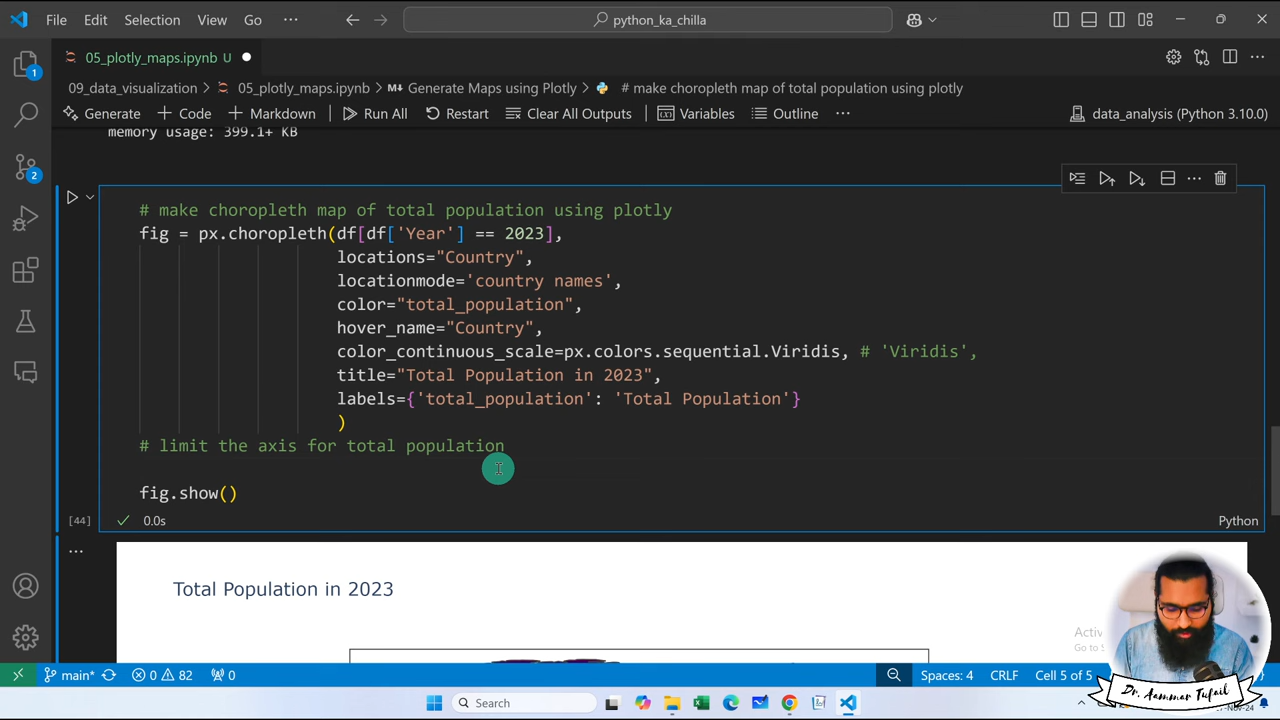 File Edit Selection View Go ··· python_ka_chilla
05_plotly_maps.ipynb U
09_data_visualization > 05_plotly_maps.ipynb > Generate Maps using Plotly > # make choropleth map of total population using plotly
Generate + Code + Markdown Run All Restart Clear All Outputs Variables Outline ··· data_analysis (Python 3.10.0)
memory usage: 399.1+ KB
# make choropleth map of total population using plotly
fig = px.choropleth(df[df['Year'] == 2023],
locations="Country",
locationmode='country names',
color="total_population",
hover_name="Country",
color_continuous_scale=px.colors.sequential.Viridis, # 'Viridis',
title="Total Population in 2023",
labels={'total_population': 'Total Population'}
)
# limit the axis for total population
fig.show()
[44] 0.0s Python
Total Population in 2023
1
2
main* 0 82 0 Spaces: 4 CRLF Cell 5 of 5
Search
Dr. Aammar Tufail